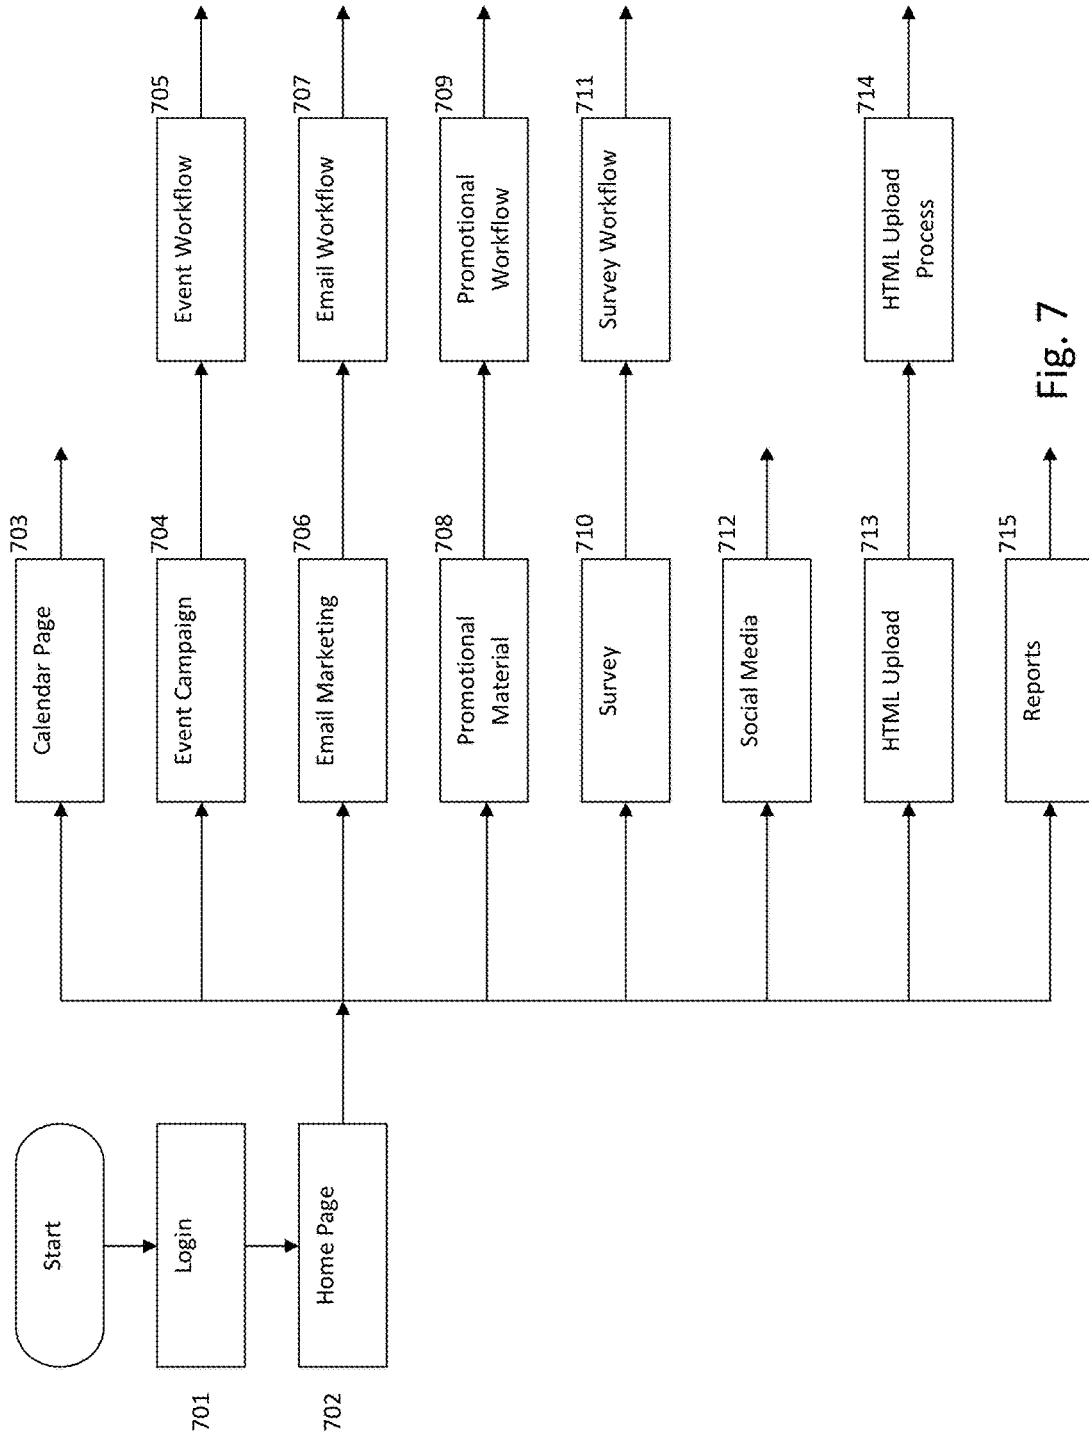 Start
Login
701
Home Page
702
Calendar Page
703
Event Campaign
704
Event Workflow
705
Email Marketing
706
Email Workflow
707
Promotional
Material
708
Promotional
Workflow
709
Survey
710
Survey Workflow
711
Social Media
712
HTML Upload
713
HTML Upload
Process
714
Reports
715
Fig. 7